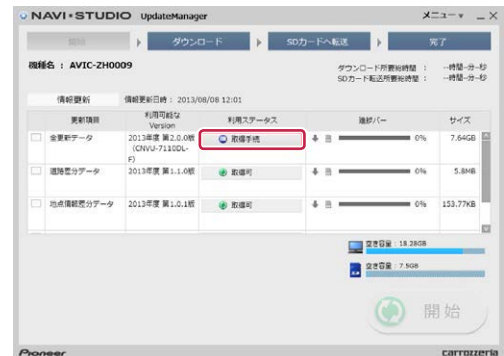 NAVI•STUDIO UpdateManager
メニュー
開始
ダウンロード
SDカードへ転送
完了
機種名 : AVIC-ZH0009
ダウンロード所要総時間 : --時間--分--秒
SDカード転送所要総時間 : --時間--分--秒
情報更新
情報更新日時 : 2013/08/08 12:01
更新項目
利用可能な
Version
利用ステータス
進捗バー
サイズ
全更新データ
2013年度 第2.0.0版
(CNVU-7110DL-
F)
取得手続
0%
7.64GB
道路差分データ
2013年度 第1.1.0版
取得可
0%
5.8MB
地点情報差分データ
2013年度 第1.0.1版
取得可
0%
153.77KB
空き容量 : 18.28GB
空き容量 : 7.5GB
開始
Pioneer
carrozzeria